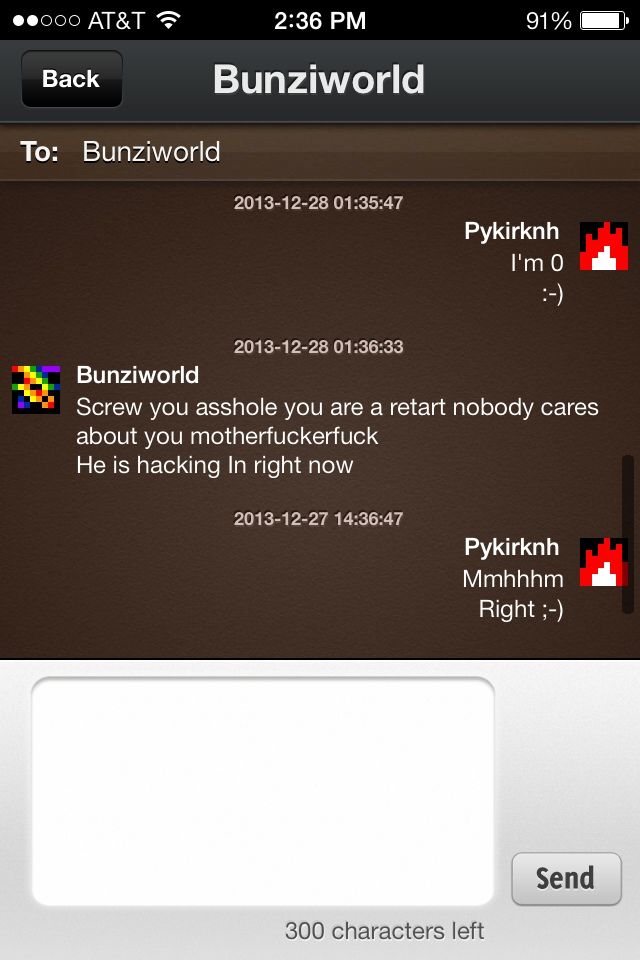 AT&T 2:36 PM 91%
Back Bunziworld
To: Bunziworld
2013-12-28 01:35:47
Pykirknh
I'm 0
:-)
2013-12-28 01:36:33
Bunziworld
Screw you asshole you are a retart nobody cares
about you motherfuckerfuck
He is hacking In right now
2013-12-27 14:36:47
Pykirknh
Mmhhhm
Right ;-)
Send
300 characters left